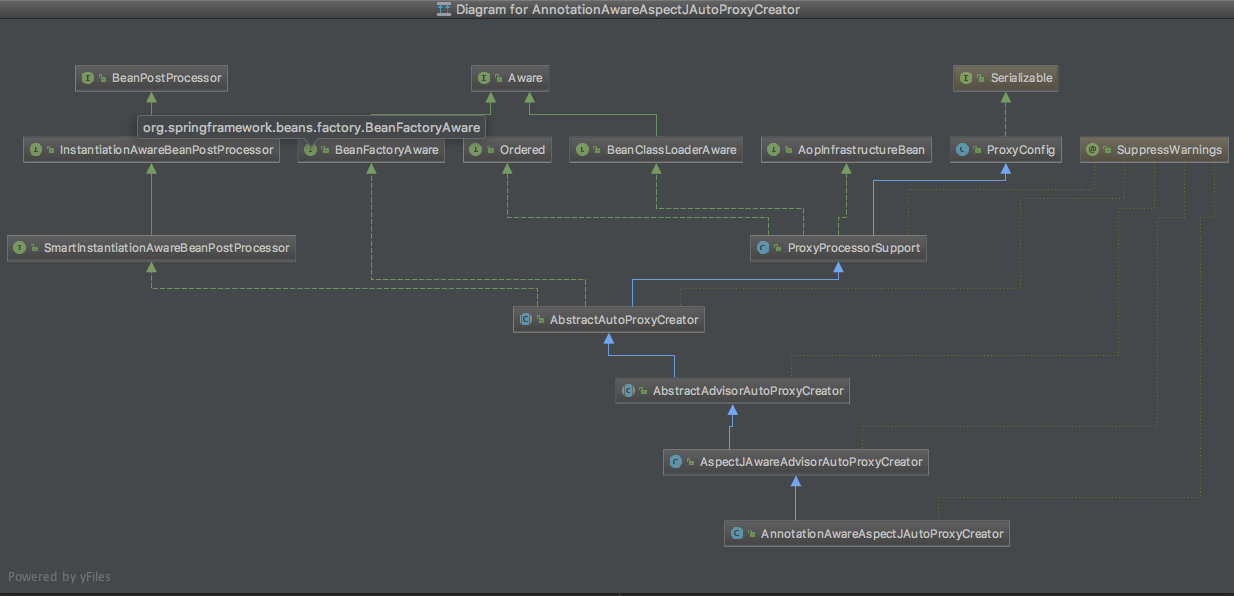 Diagram for AnnotationAwareAspectJAutoProxyCreator
BeanPostProcessor
Aware
Serializable
org.springframework.beans.factory.BeanFactoryAware
InstantiationAwareBeanPostProcessor
BeanFactoryAware
Ordered
BeanClassLoaderAware
AopInfrastructureBean
ProxyConfig
SuppressWarnings
SmartInstantiationAwareBeanPostProcessor
ProxyProcessorSupport
AbstractAutoProxyCreator
AbstractAdvisorAutoProxyCreator
AspectJAwareAdvisorAutoProxyCreator
AnnotationAwareAspectJAutoProxyCreator
Powered by yFiles